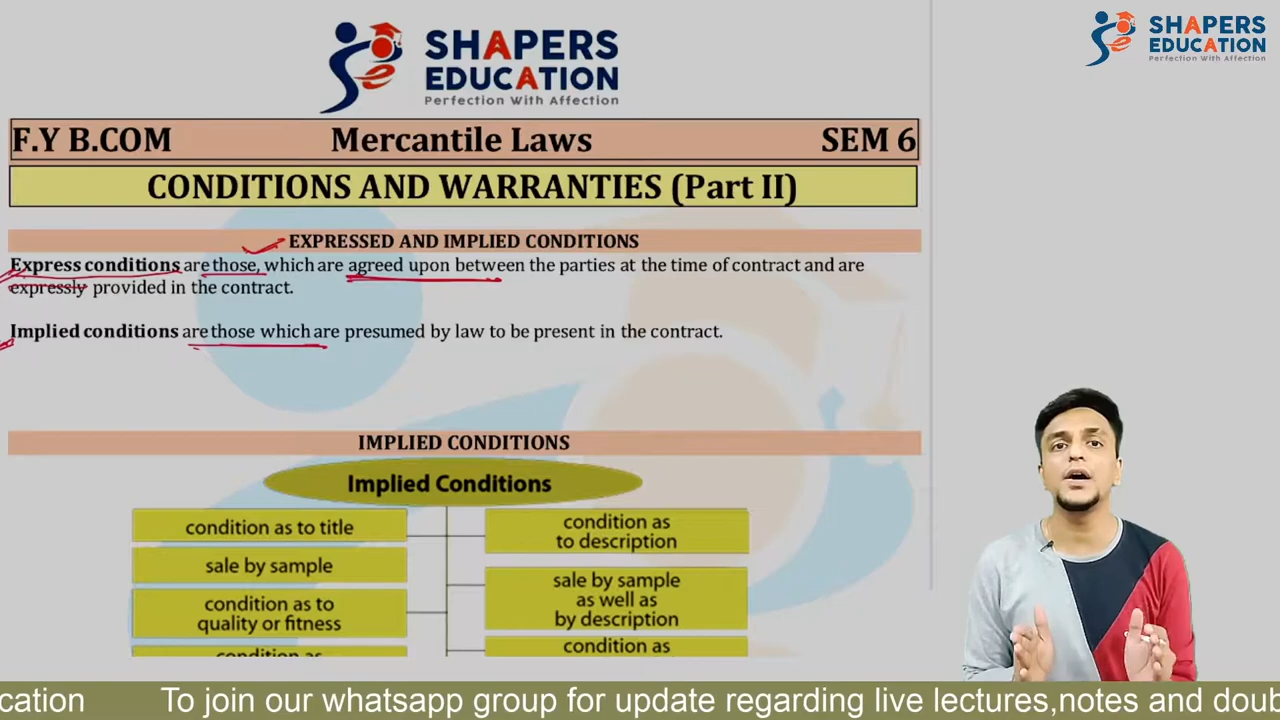 SHAPERS
EDUCATION
Perfection With Affection
SHAPERS
EDUCATION
Perfection With Affection
F.Y B.COM Mercantile Laws SEM 6
CONDITIONS AND WARRANTIES (Part II)
EXPRESSED AND IMPLIED CONDITIONS
Express conditions are those, which are agreed upon between the parties at the time of contract and are
expressly provided in the contract.
Implied conditions are those which are presumed by law to be present in the contract.
IMPLIED CONDITIONS
Implied Conditions
condition as to title
sale by sample
condition as to
quality or fitness
condition as
condition as
to description
sale by sample
as well as
by description
condition as
cation To join our whatsapp group for update regarding live lectures,notes and doub